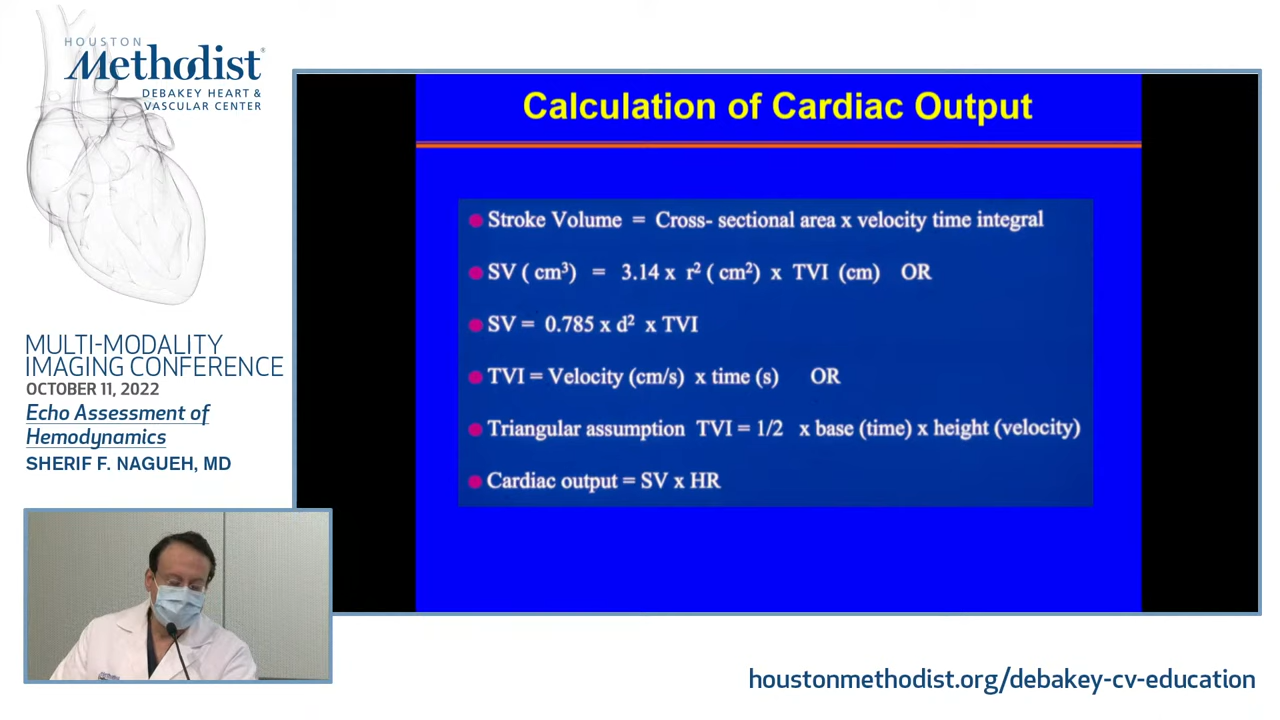 HOUSTON
Methodist®
DEBAKEY HEART &
VASCULAR CENTER
MULTI-MODALITY
IMAGING CONFERENCE
OCTOBER 11, 2022
Echo Assessment of
Hemodynamics
SHERIF F. NAGUEH, MD
Calculation of Cardiac Output
Stroke Volume = Cross- sectional area x velocity time integral
SV ( cm³) = 3.14 x r² ( cm²) x TVI (cm) OR
SV = 0.785 x d² x TVI
TVI = Velocity (cm/s) x time (s) OR
Triangular assumption TVI = 1/2 x base (time) x height (velocity)
Cardiac output = SV x HR
houstonmethodist.org/debakey-cv-education